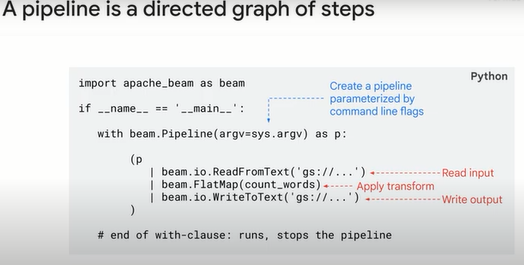 A pipeline is a directed graph of steps
Python
import apache_beam as beam
Create a pipeline
parameterized by
command line flags
if __name__ == '__main__':
with beam.Pipeline(argv=sys.argv) as p:
(p
| beam.io.ReadFromText('gs://...') Read input
| beam.FlatMap(count_words) Apply transform
| beam.io.WriteToText('gs://...') Write output
)
# end of with-clause: runs, stops the pipeline